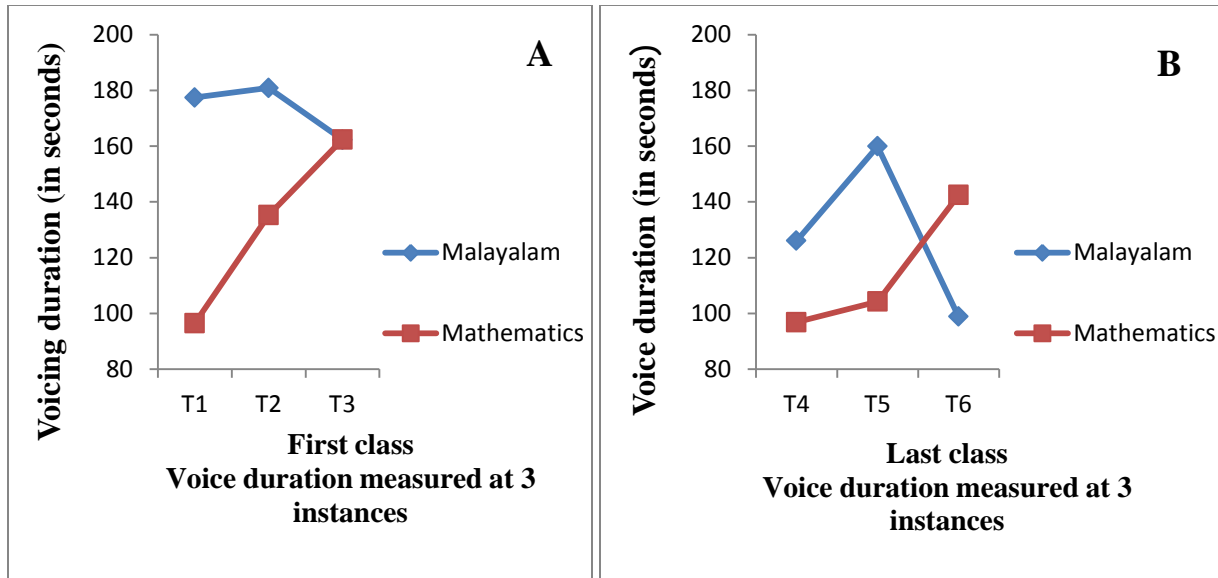 A
Voicing duration (in seconds)
200
180
160
140
120
100
80
T1 T2 T3
Malayalam
Mathematics
First class
Voice duration measured at 3
instances
B
Voice duration (in seconds)
200
180
160
140
120
100
80
T4 T5 T6
Malayalam
Mathematics
Last class
Voice duration measured at 3
instances